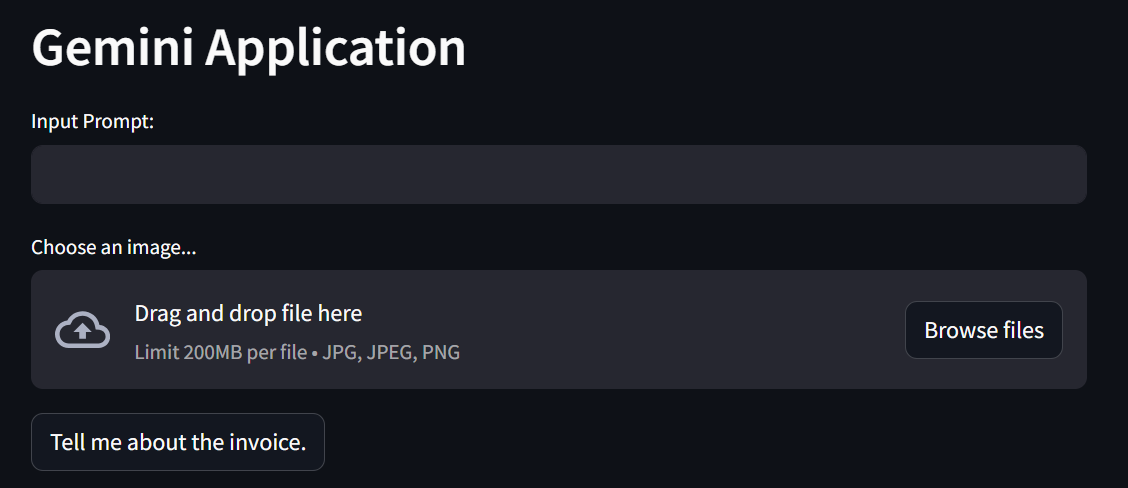 Gemini Application
Input Prompt:
Choose an image...
Drag and drop file here
Limit 200MB per file • JPG, JPEG, PNG
Browse files
Tell me about the invoice.